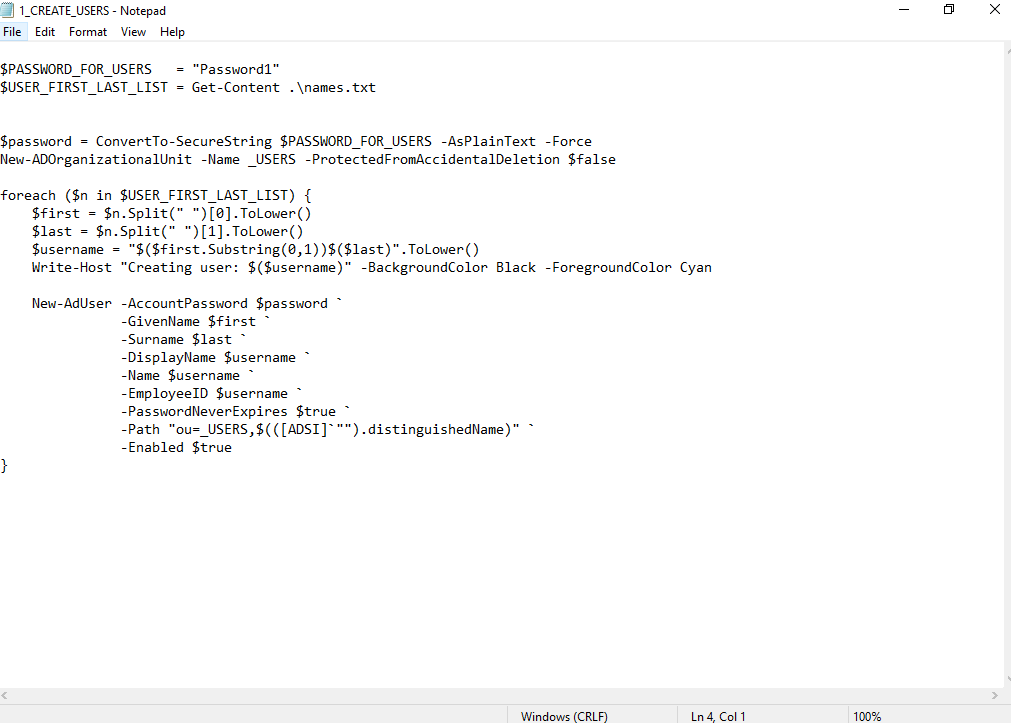 1_CREATE_USERS - Notepad
File Edit Format View Help
$PASSWORD_FOR_USERS   = "Password1"
$USER_FIRST_LAST_LIST = Get-Content .\names.txt
$password = ConvertTo-SecureString $PASSWORD_FOR_USERS -AsPlainText -Force
New-ADOrganizationalUnit -Name _USERS -ProtectedFromAccidentalDeletion $false
foreach ($n in $USER_FIRST_LAST_LIST) {
    $first = $n.Split(" ")[0].ToLower()
    $last = $n.Split(" ")[1].ToLower()
    $username = "$($first.Substring(0,1))$($last)".ToLower()
    Write-Host "Creating user: $($username)" -BackgroundColor Black -ForegroundColor Cyan
    New-AdUser -AccountPassword $password `
               -GivenName $first `
               -Surname $last `
               -DisplayName $username `
               -Name $username `
               -EmployeeID $username `
               -PasswordNeverExpires $true `
               -Path "ou=_USERS,$(([ADSI]`"").distinguishedName)" `
               -Enabled $true
}
Windows (CRLF) Ln 4, Col 1 100%